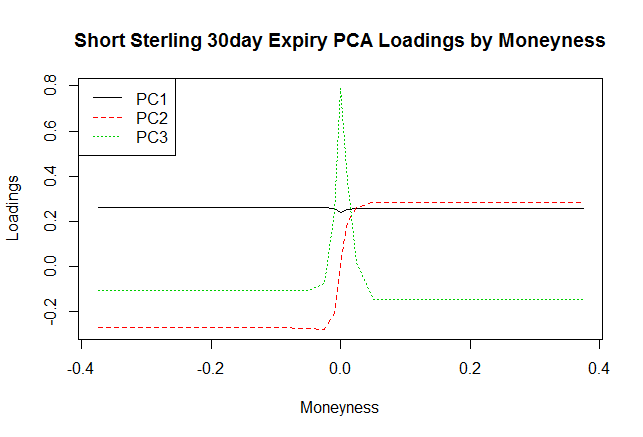 Short Sterling 30day Expiry PCA Loadings by Moneyness
PC1
PC2
PC3
Loadings
0.8
0.6
0.4
0.2
0.0
-0.2
-0.4 -0.2 0.0 0.2 0.4
Moneyness